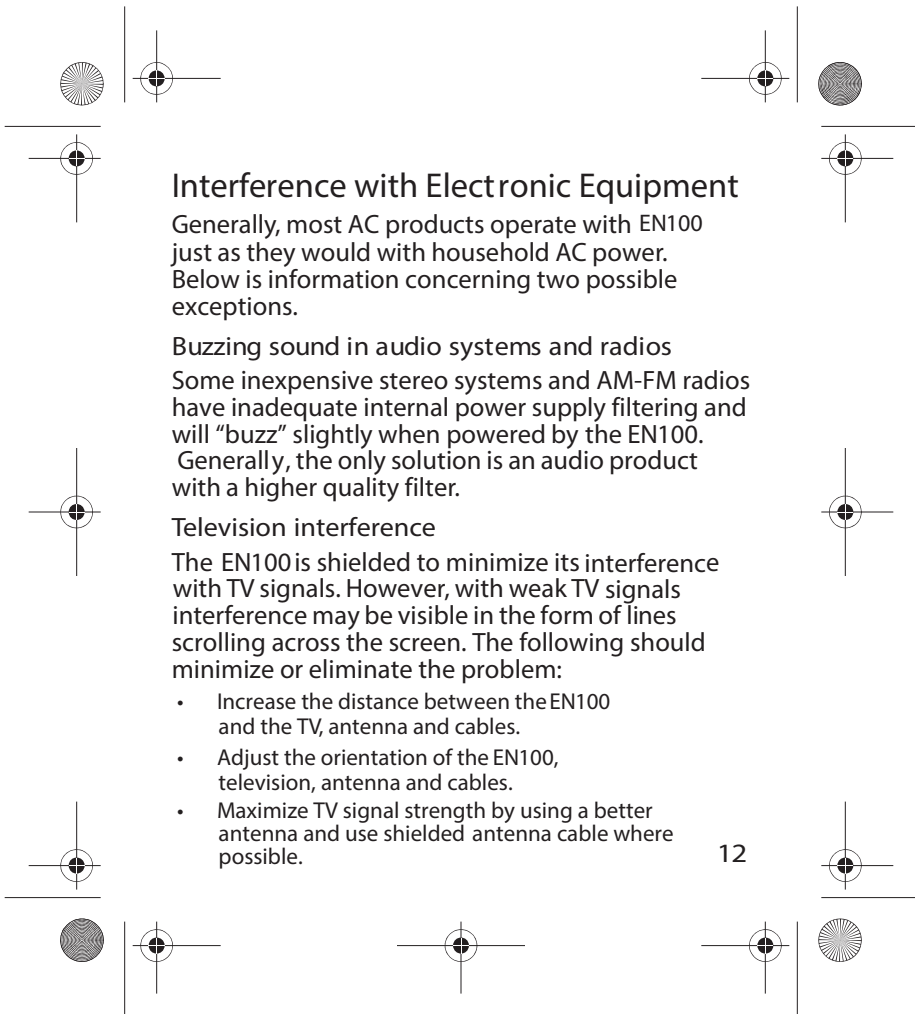 Interference with Electronic Equipment
Generally, most AC products operate with EN100
just as they would with household AC power.
Below is information concerning two possible
exceptions.
Buzzing sound in audio systems and radios
Some inexpensive stereo systems and AM-FM radios
have inadequate internal power supply filtering and
will “buzz” slightly when powered by the EN100.
Generally, the only solution is an audio product
with a higher quality filter.
Television interference
The EN100 is shielded to minimize its interference
with TV signals. However, with weak TV signals
interference may be visible in the form of lines
scrolling across the screen. The following should
minimize or eliminate the problem:
• Increase the distance between the EN100
and the TV, antenna and cables.
• Adjust the orientation of the EN100,
television, antenna and cables.
• Maximize TV signal strength by using a better
antenna and use shielded antenna cable where
possible.
12